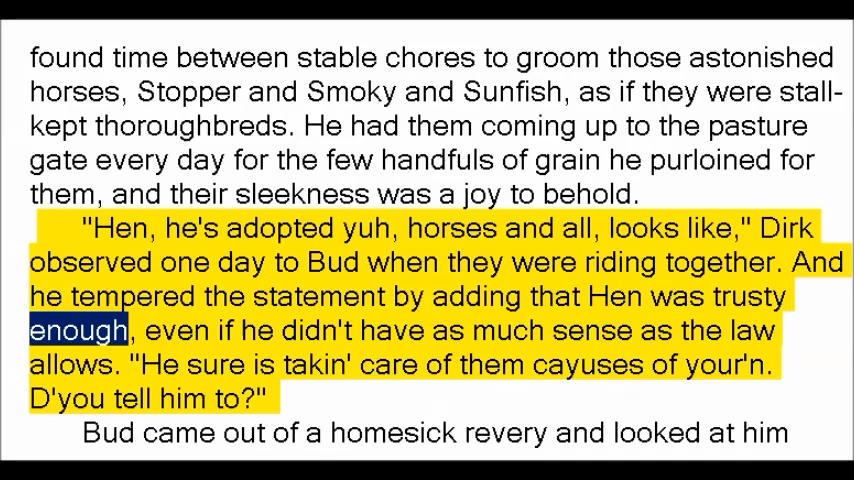 found time between stable chores to groom those astonished
horses, Stopper and Smoky and Sunfish, as if they were stall-
kept thoroughbreds. He had them coming up to the pasture
gate every day for the few handfuls of grain he purloined for
them, and their sleekness was a joy to behold.
"Hen, he's adopted yuh, horses and all, looks like," Dirk
observed one day to Bud when they were riding together. And
he tempered the statement by adding that Hen was trusty
enough, even if he didn't have as much sense as the law
allows. "He sure is takin' care of them cayuses of your'n.
D'you tell him to?"
Bud came out of a homesick revery and looked at him